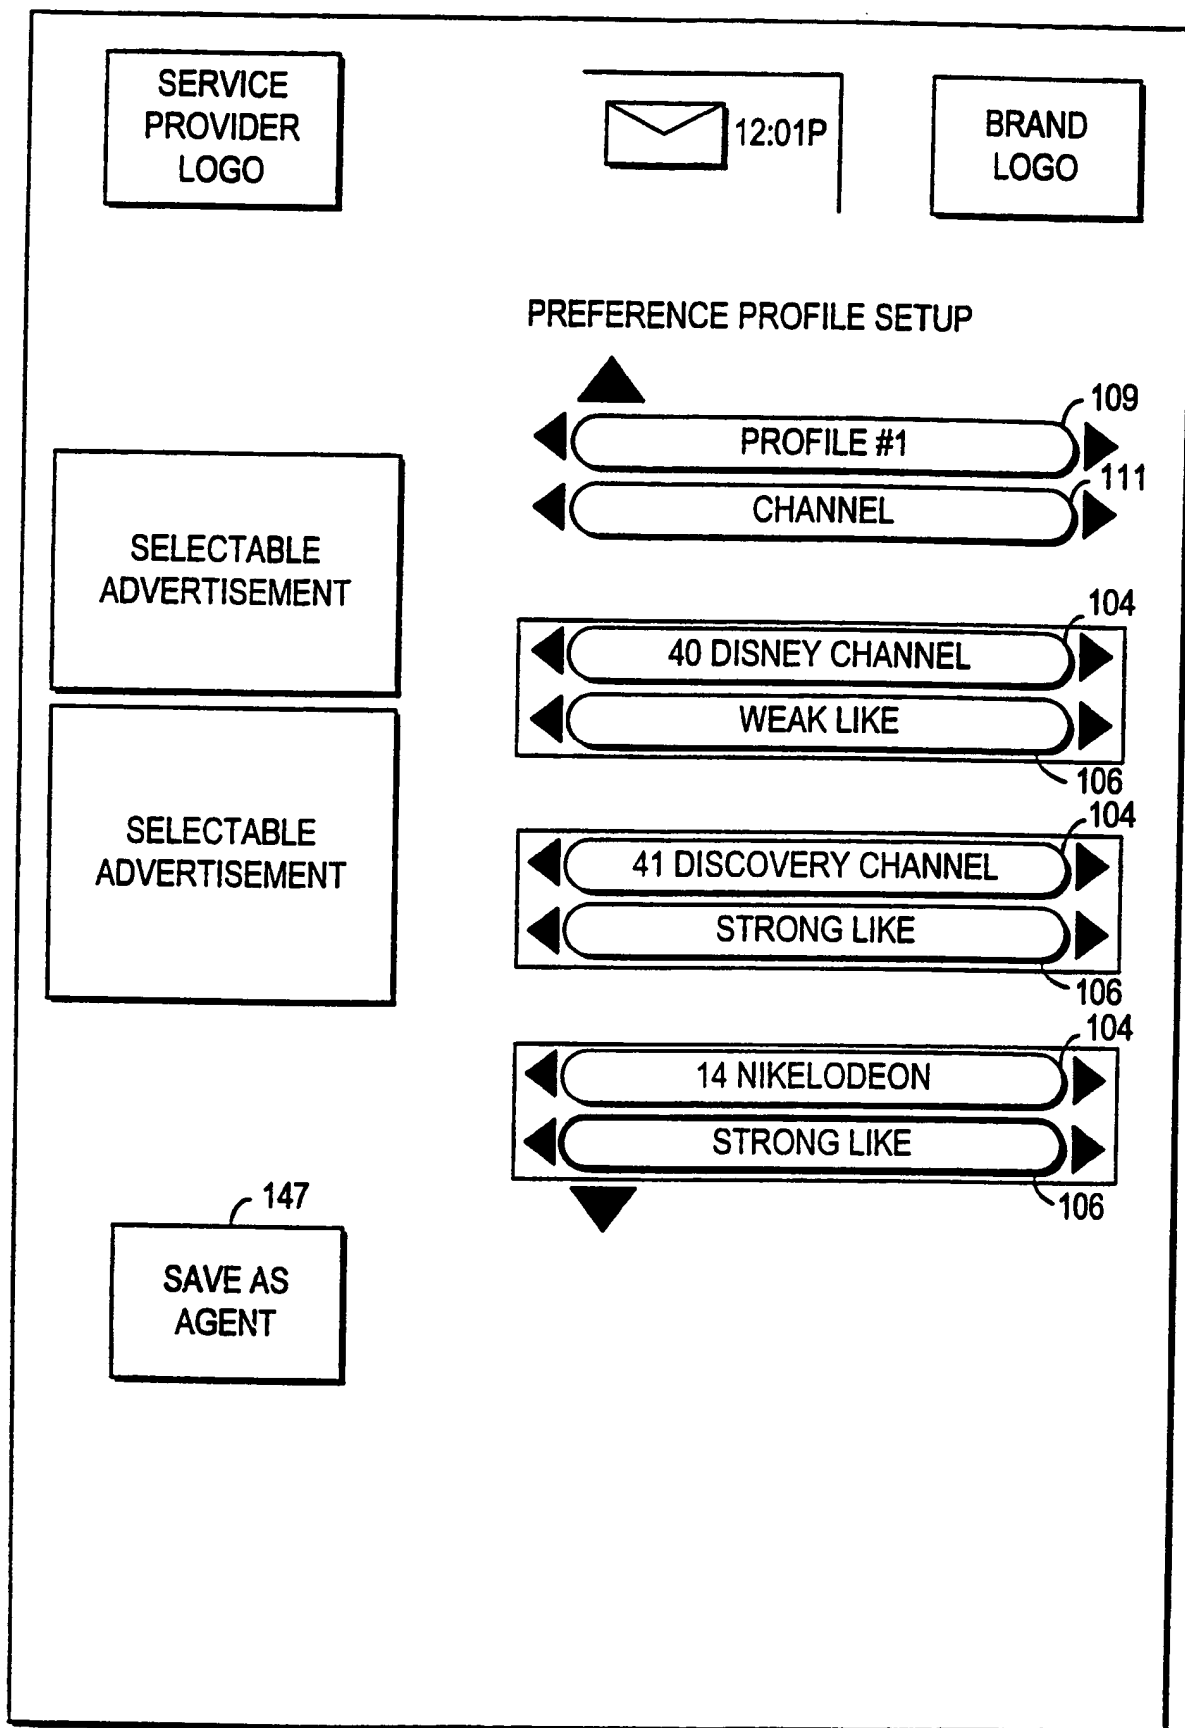 SERVICE
PROVIDER
LOGO
12:01P
BRAND
LOGO
PREFERENCE PROFILE SETUP
109
PROFILE #1
111
CHANNEL
SELECTABLE
ADVERTISEMENT
104
40 DISNEY CHANNEL
WEAK LIKE
106
SELECTABLE
ADVERTISEMENT
104
41 DISCOVERY CHANNEL
STRONG LIKE
106
104
14 NIKELODEON
STRONG LIKE
106
147
SAVE AS
AGENT